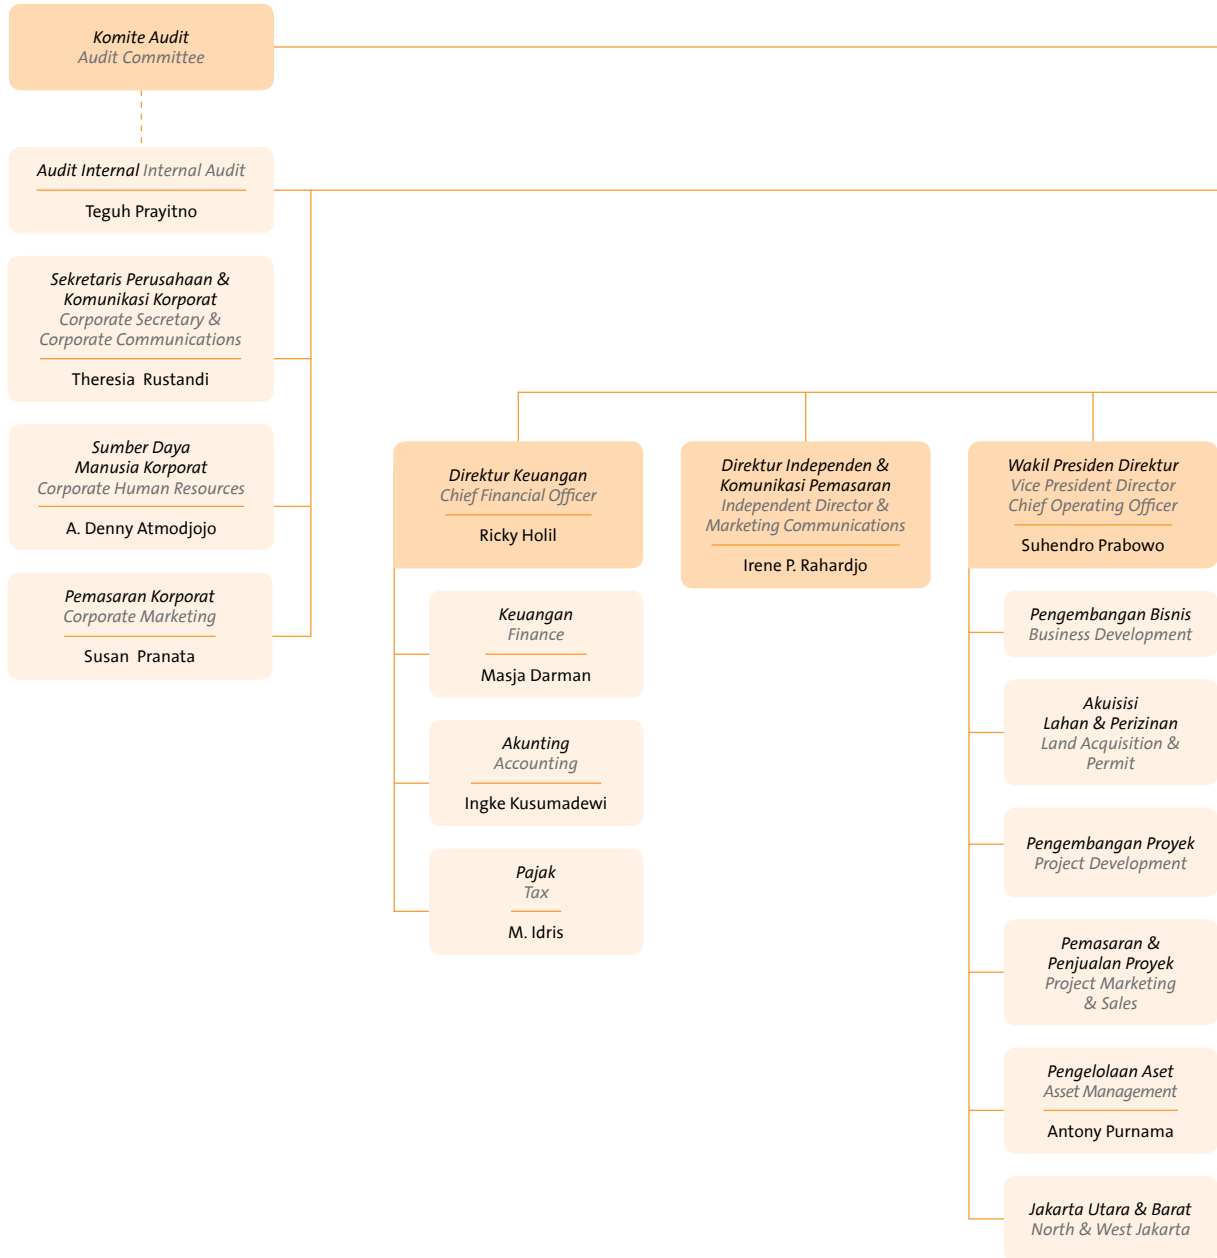 Komite Audit
Audit Committee
Audit Internal Internal Audit
Teguh Prayitno
Sekretaris Perusahaan &
Komunikasi Korporat
Corporate Secretary &
Corporate Communications
Theresia Rustandi
Sumber Daya
Manusia Korporat
Corporate Human Resources
A. Denny Atmodjojo
Pemasaran Korporat
Corporate Marketing
Susan Pranata
Direktur Keuangan
Chief Financial Officer
Ricky Holil
Keuangan
Finance
Masja Darman
Akunting
Accounting
Ingke Kusumadewi
Pajak
Tax
M. Idris
Direktur Independen &
Komunikasi Pemasaran
Independent Director &
Marketing Communications
Irene P. Rahardjo
Wakil Presiden Direktur
Vice President Director
Chief Operating Officer
Suhendro Prabowo
Pengembangan Bisnis
Business Development
Akuisisi
Lahan & Perizinan
Land Acquisition &
Permit
Pengembangan Proyek
Project Development
Pemasaran &
Penjualan Proyek
Project Marketing
& Sales
Pengelolaan Aset
Asset Management
Antony Purnama
Jakarta Utara & Barat
North & West Jakarta